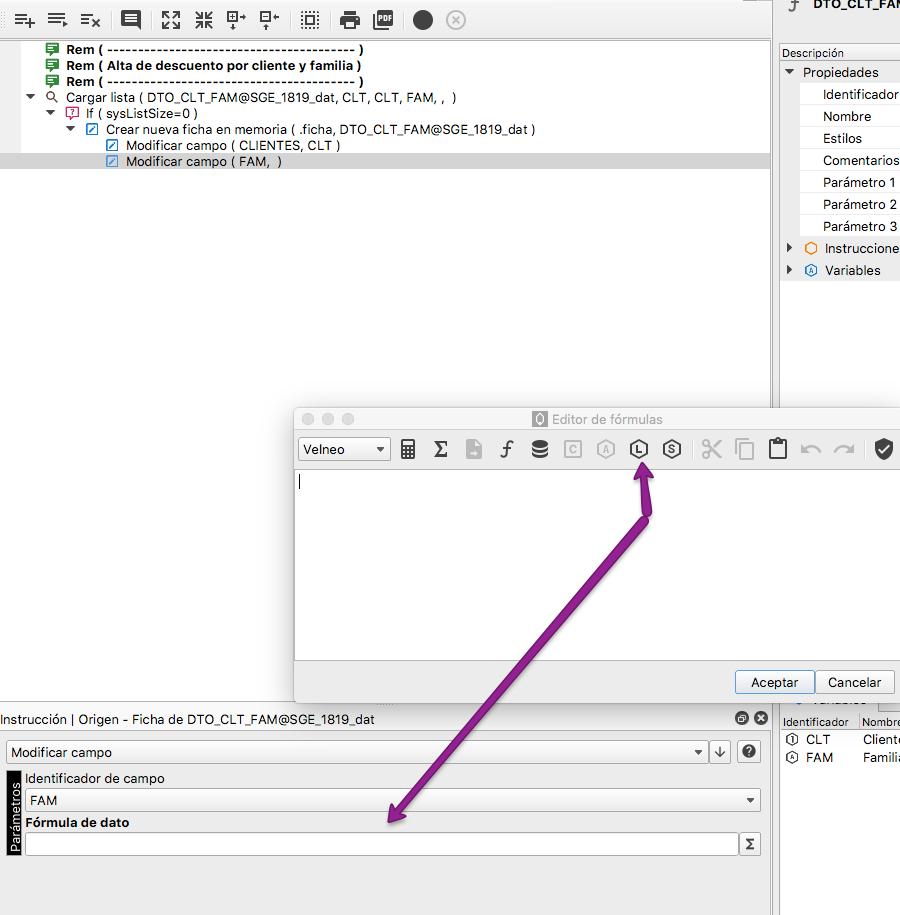 PDF
DTO_CLT_FAM
Rem ( --------------------------------------- )
Rem ( Alta de descuento por cliente y familia )
Rem ( --------------------------------------- )
Cargar lista ( DTO_CLT_FAM@SGE_1819_dat, CLT, CLT, FAM, , )
If ( sysListSize=0 )
Crear nueva ficha en memoria ( .ficha, DTO_CLT_FAM@SGE_1819_dat )
Modificar campo ( CLIENTES, CLT )
Modificar campo ( FAM, )
Descripción
Propiedades
Identificador
Nombre
Estilos
Comentarios
Parámetro 1
Parámetro 2
Parámetro 3
Instruccione
Variables
Editor de fórmulas
Velneo
Σ f C A L S
Aceptar
Cancelar
Instrucción | Origen - Ficha de DTO_CLT_FAM@SGE_1819_dat
Modificar campo
Parámetros
Identificador de campo
FAM
Fórmula de dato
Σ
Variables
Identificador
Nombre
CLT
Cliente
FAM
Famili